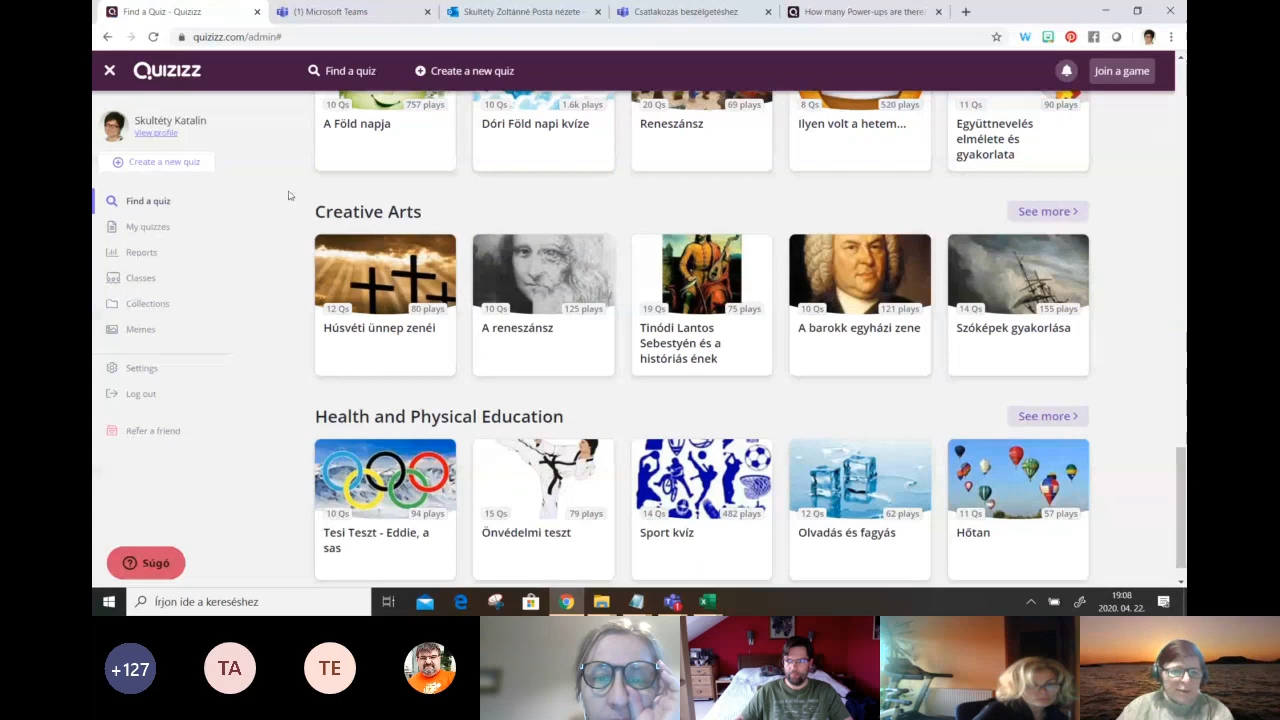 Find a Quiz - Quizizz
(1) Microsoft Teams
Skultéty Zoltánné Posta nézete -
Csatlakozás beszélgetéshez
How many Power-ups are there
quizizz.com/admin#
QUIZIZZ
Find a quiz
Create a new quiz
Join a game
Skultéty Katalin
View profile
Create a new quiz
Find a quiz
My quizzes
Reports
Classes
Collections
Memes
Settings
Log out
Refer a friend
Súgó
10 Qs 757 plays
A Föld napja
10 Qs 1.6k plays
Dóri Föld napi kvíze
20 Qs 69 plays
Reneszánsz
8 Qs 520 plays
Ilyen volt a hetem...
11 Qs 90 plays
Együttnevelés
elmélete és
gyakorlata
Creative Arts
See more >
12 Qs 80 plays
Húsvéti ünnep zenéi
10 Qs 125 plays
A reneszánsz
19 Qs 75 plays
Tinódi Lantos
Sebestyén és a
históriás ének
10 Qs 121 plays
A barokk egyházi zene
14 Qs 155 plays
Szóképek gyakorlása
Health and Physical Education
See more >
10 Qs 94 plays
Tesi Teszt - Eddie, a
sas
15 Qs 79 plays
Önvédelmi teszt
14 Qs 482 plays
Sport kvíz
12 Qs 62 plays
Olvadás és fagyás
11 Qs 57 plays
Hőtan
Írjon ide a kereséshez
19:08
2020. 04. 22.
+127
TA
TE